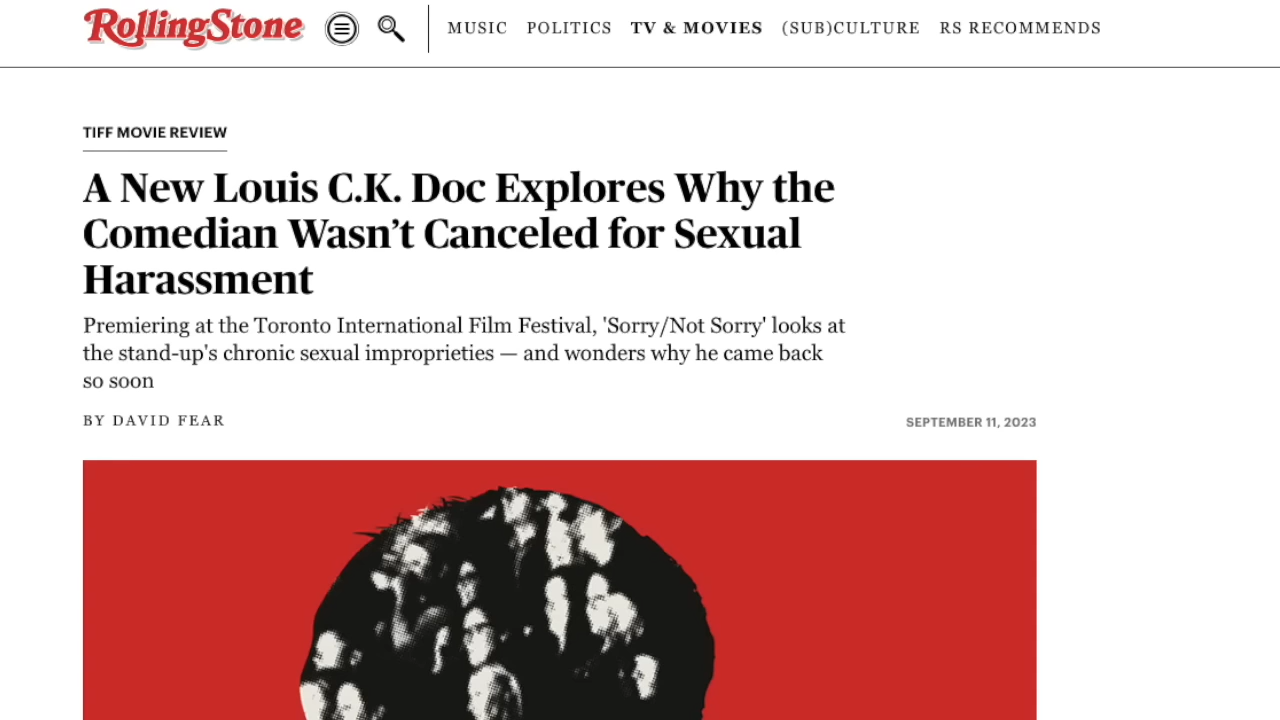 RollingStone MUSIC POLITICS TV & MOVIES (SUB)CULTURE RS RECOMMENDS
TIFF MOVIE REVIEW
A New Louis C.K. Doc Explores Why the
Comedian Wasn’t Canceled for Sexual
Harassment
Premiering at the Toronto International Film Festival, 'Sorry/Not Sorry' looks at
the stand-up's chronic sexual improprieties — and wonders why he came back
so soon
BY DAVID FEAR SEPTEMBER 11, 2023